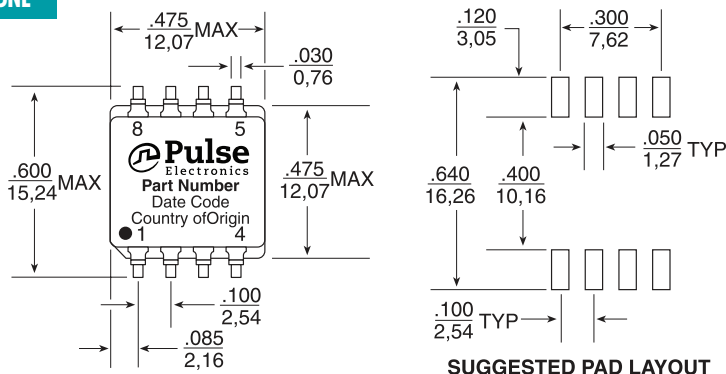 .475
12,07 MAX
.030
0,76
8 5
Pulse
Electronics
Part Number
Date Code
Country ofOrigin
1 4
.600
15,24 MAX
.475
12,07 MAX
.100
2,54
.085
2,16
.120
3,05
.300
7,62
.050
1,27 TYP
.640
16,26
.400
10,16
.100
2,54 TYP
SUGGESTED PAD LAYOUT